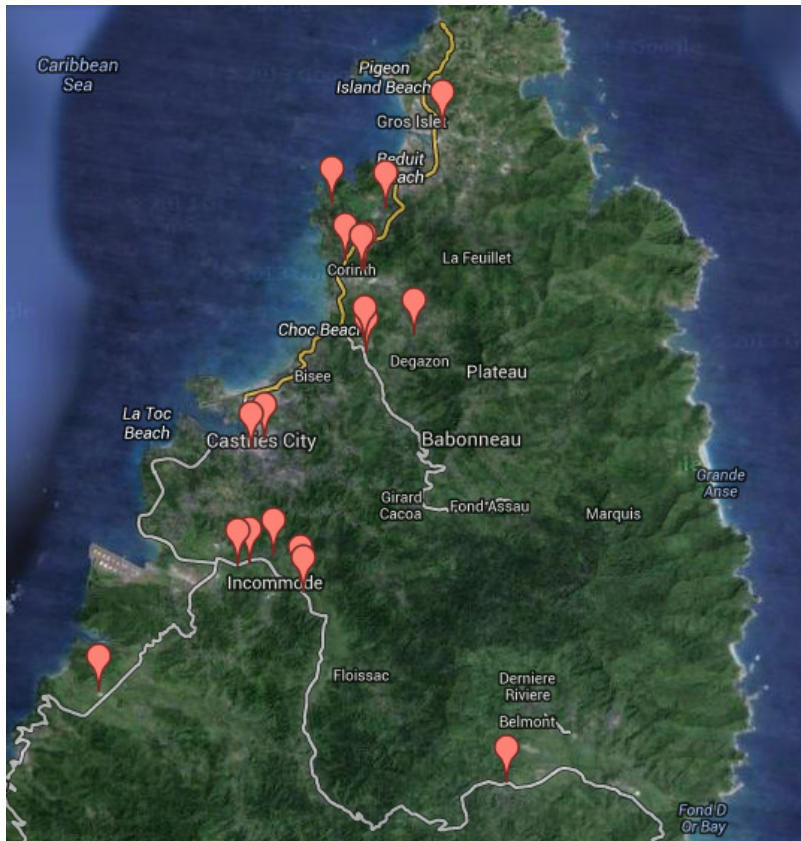 Caribbean
Sea
Pigeon
Island Beach
Gros Islet
Reduit
Beach
La Feuillet
Corinth
Choc Beach
Degazon
Plateau
Bisee
La Toc
Beach
Castries City
Babonneau
Grande
Anse
Girard
Cacoa
Fond Assau
Marquis
Incommode
Floissac
Derniere
Riviere
Belmont
Fond D
Or Bay